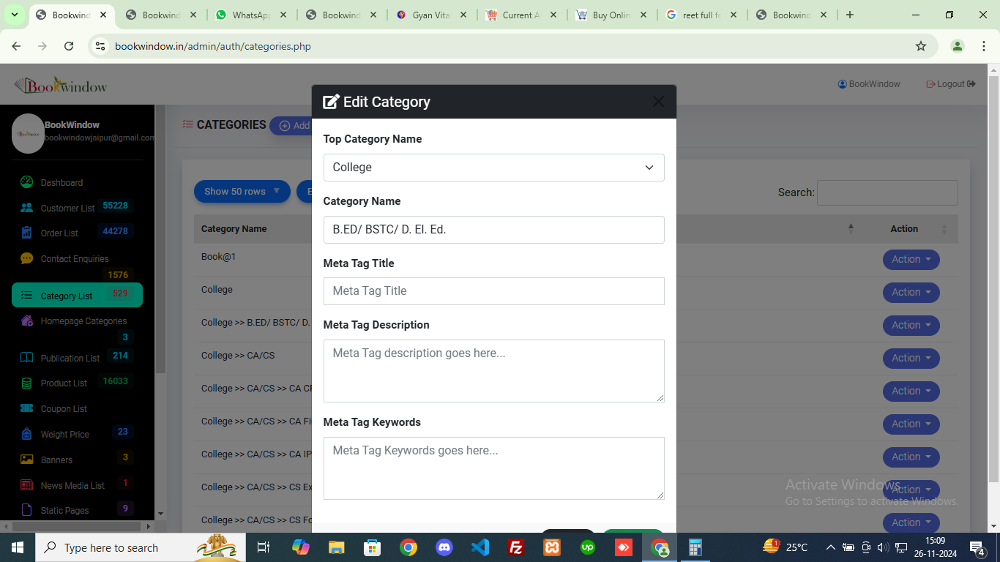 Bookwind
Bookwind
WhatsApp
Bookwind
Gyan Vita
Current A
Buy Onlin
reet full fo
Bookwind
bookwindow.in/admin/auth/categories.php
Bookwindow
BookWindow
Logout
BookWindow
bookwindowjaipur@gmail.com
CATEGORIES
Add
Edit Category
Top Category Name
College
Category Name
B.ED/ BSTC/ D. El. Ed.
Meta Tag Title
Meta Tag Title
Meta Tag Description
Meta Tag description goes here...
Meta Tag Keywords
Meta Tag Keywords goes here...
Dashboard
Customer List 55228
Order List 44278
Contact Enquiries
1576
Category List 529
Homepage Categories
3
Publication List 214
Product List 16033
Coupon List
Weight Price 23
Banners 3
News Media List 1
Static Pages 9
Show 50 rows
Search:
Category Name Action
Book@1 Action
College Action
College >> B.ED/ BSTC/ D. Action
College >> CA/CS Action
College >> CA/CS >> CA CP Action
College >> CA/CS >> CA Fi Action
College >> CA/CS >> CA IP Action
College >> CA/CS >> CS Ex Action
College >> CA/CS >> CS Fo Action
Activate Windows
Go to Settings to activate Windows.
Type here to search
25°C
15:09
26-11-2024
4